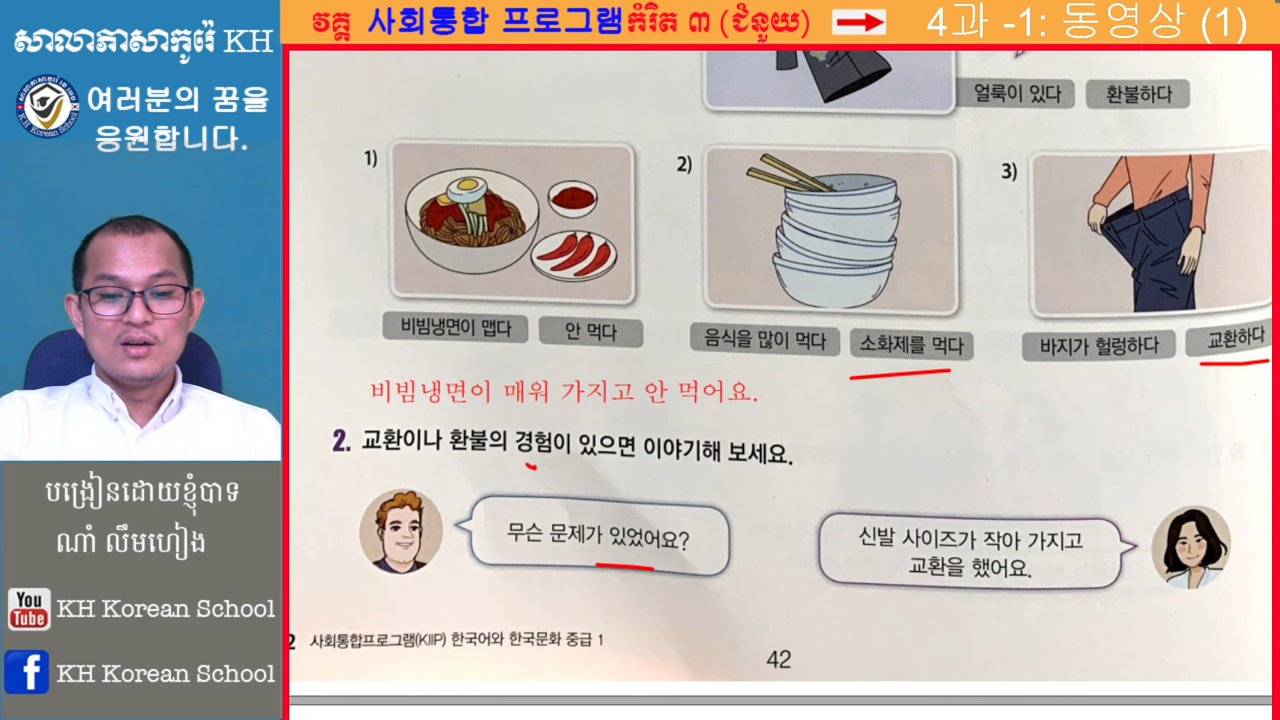 សាលាភាសាកូរ៉េ KH
여러분의 꿈을
응원합니다.
វគ្គ 사회통합 프로그램កំរិត ៣ (ជំនួយ)
4과 -1: 동영상 (1)
얼룩이 있다
환불하다
1)
2)
3)
비빔냉면이 맵다
안 먹다
음식을 많이 먹다
소화제를 먹다
바지가 헐렁하다
교환하다
비빔냉면이 매워 가지고 안 먹어요.
2. 교환이나 환불의 경험이 있으면 이야기해 보세요.
무슨 문제가 있었어요?
신발 사이즈가 작아 가지고
교환을 했어요.
2 사회통합프로그램(KIIP) 한국어와 한국문화 중급 1
42
បង្រៀនដោយខ្ញុំបាទ
ណាំ លឹមហៀង
You
Tube
KH Korean School
f KH Korean School